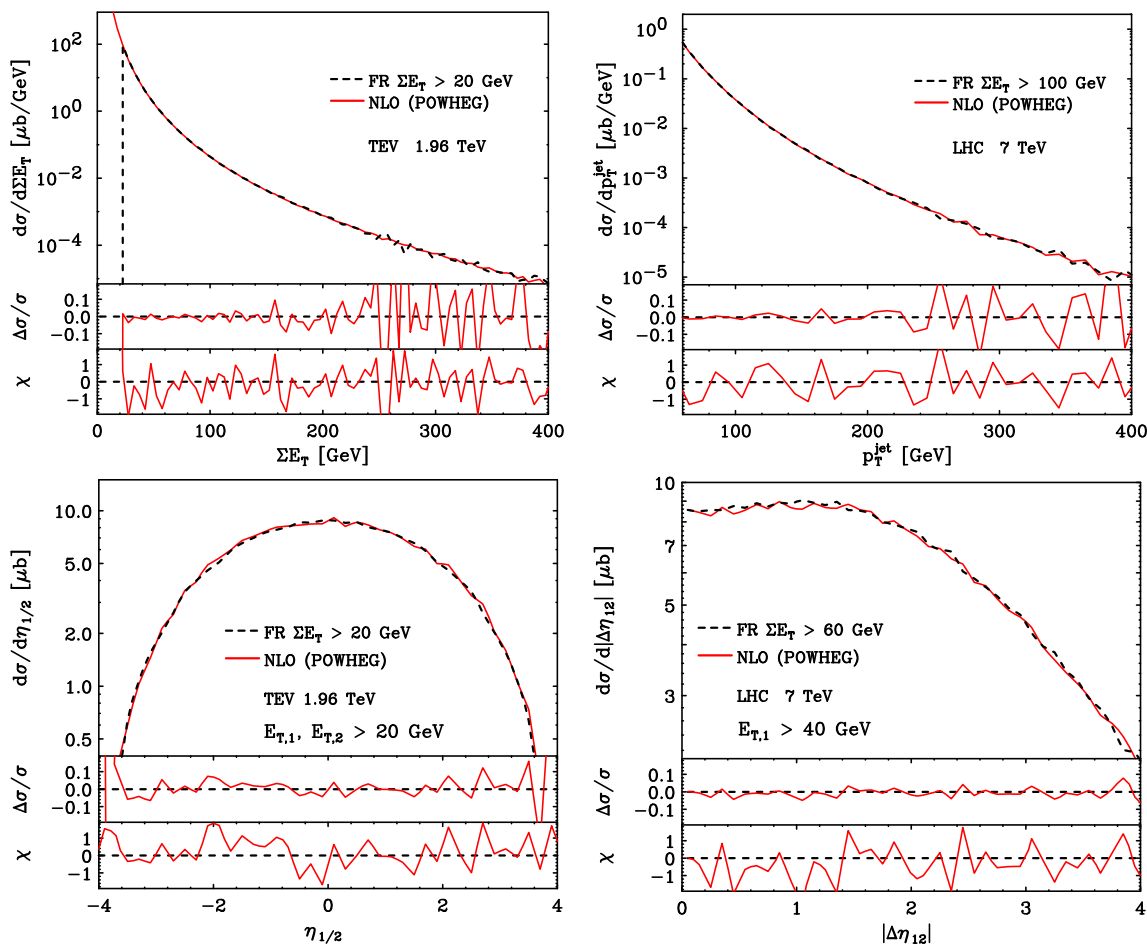 dσ/dΣE_T [μb/GeV]
10^2
10^0
10^−2
10^−4
FR ΣE_T > 20 GeV
NLO (POWHEG)
TEV 1.96 TeV
Δσ/σ
0.1
0.0
−0.1
χ
1
0
−1
0 100 200 300 400
ΣE_T [GeV]
dσ/dp_T^jet [μb/GeV]
10^0
10^−1
10^−2
10^−3
10^−4
10^−5
FR ΣE_T > 100 GeV
NLO (POWHEG)
LHC 7 TeV
Δσ/σ
0.1
0.0
−0.1
χ
1
0
−1
100 200 300 400
p_T^jet [GeV]
dσ/dη_1/2 [μb]
10.0
5.0
2.0
1.0
0.5
FR ΣE_T > 20 GeV
NLO (POWHEG)
TEV 1.96 TeV
E_T,1, E_T,2 > 20 GeV
Δσ/σ
0.1
0.0
−0.1
χ
1
0
−1
−4 −2 0 2 4
η_1/2
dσ/d|Δη_12| [μb]
10
7
5
3
FR ΣE_T > 60 GeV
NLO (POWHEG)
LHC 7 TeV
E_T,1 > 40 GeV
Δσ/σ
0.1
0.0
−0.1
χ
1
0
−1
0 1 2 3 4
|Δη_12|